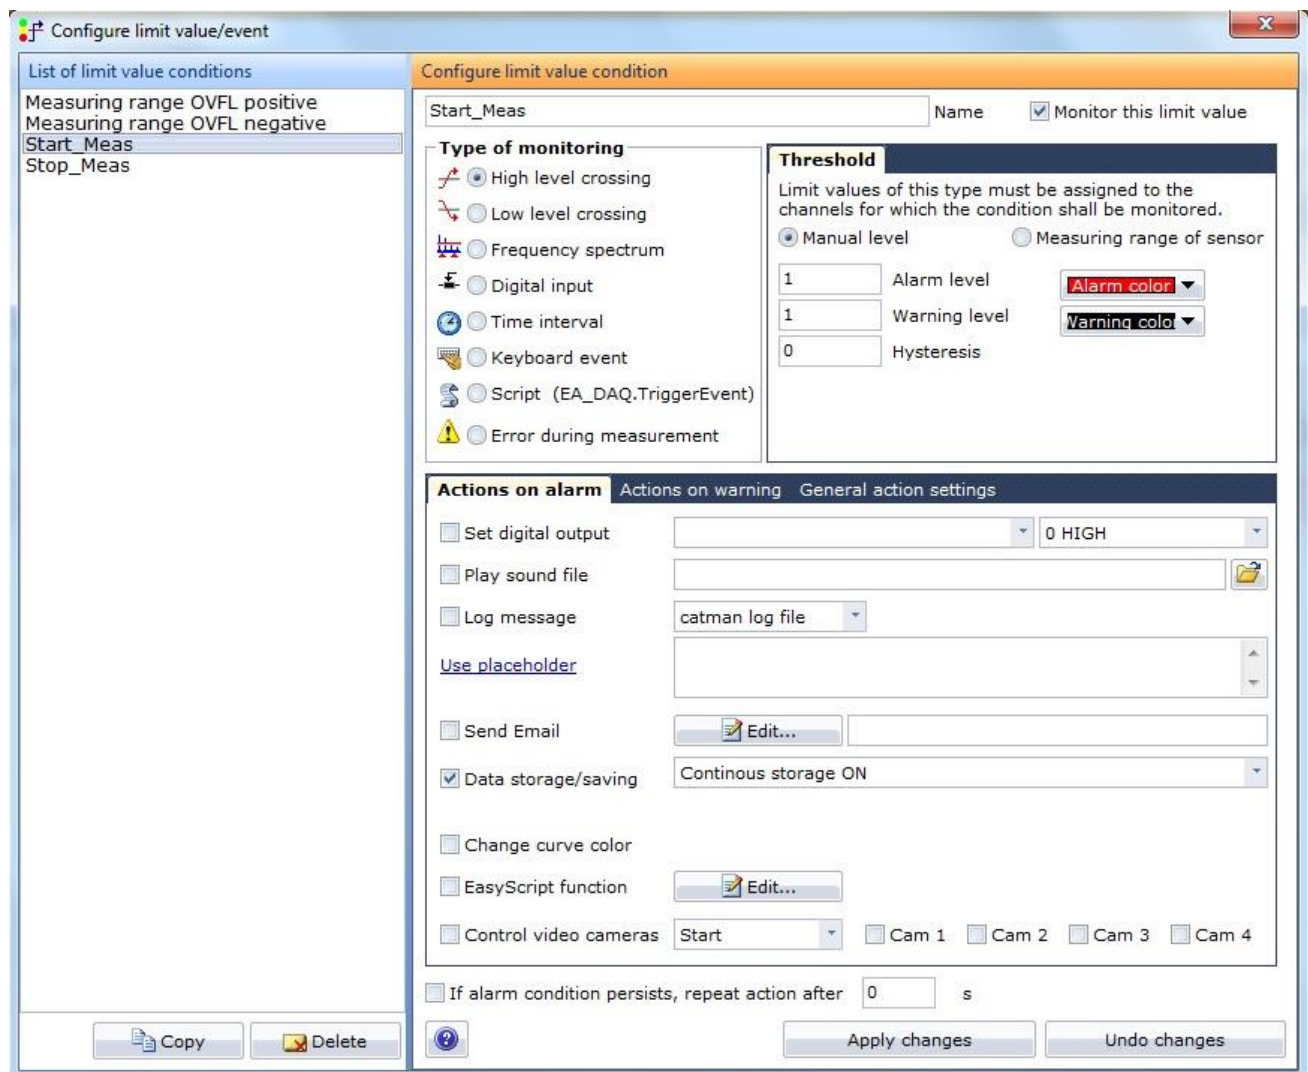 Configure limit value/event
List of limit value conditions
Measuring range OVFL positive
Measuring range OVFL negative
Start_Meas
Stop_Meas
Copy
Delete
Configure limit value condition
Start_Meas Name Monitor this limit value
Type of monitoring
High level crossing
Low level crossing
Frequency spectrum
Digital input
Time interval
Keyboard event
Script (EA_DAQ.TriggerEvent)
Error during measurement
Threshold
Limit values of this type must be assigned to the
channels for which the condition shall be monitored.
Manual level Measuring range of sensor
1 Alarm level Alarm color
1 Warning level Warning color
0 Hysteresis
Actions on alarm Actions on warning General action settings
Set digital output 0 HIGH
Play sound file
Log message catman log file
Use placeholder
Send Email Edit...
Data storage/saving Continous storage ON
Change curve color
EasyScript function Edit...
Control video cameras Start Cam 1 Cam 2 Cam 3 Cam 4
If alarm condition persists, repeat action after 0 s
Apply changes Undo changes